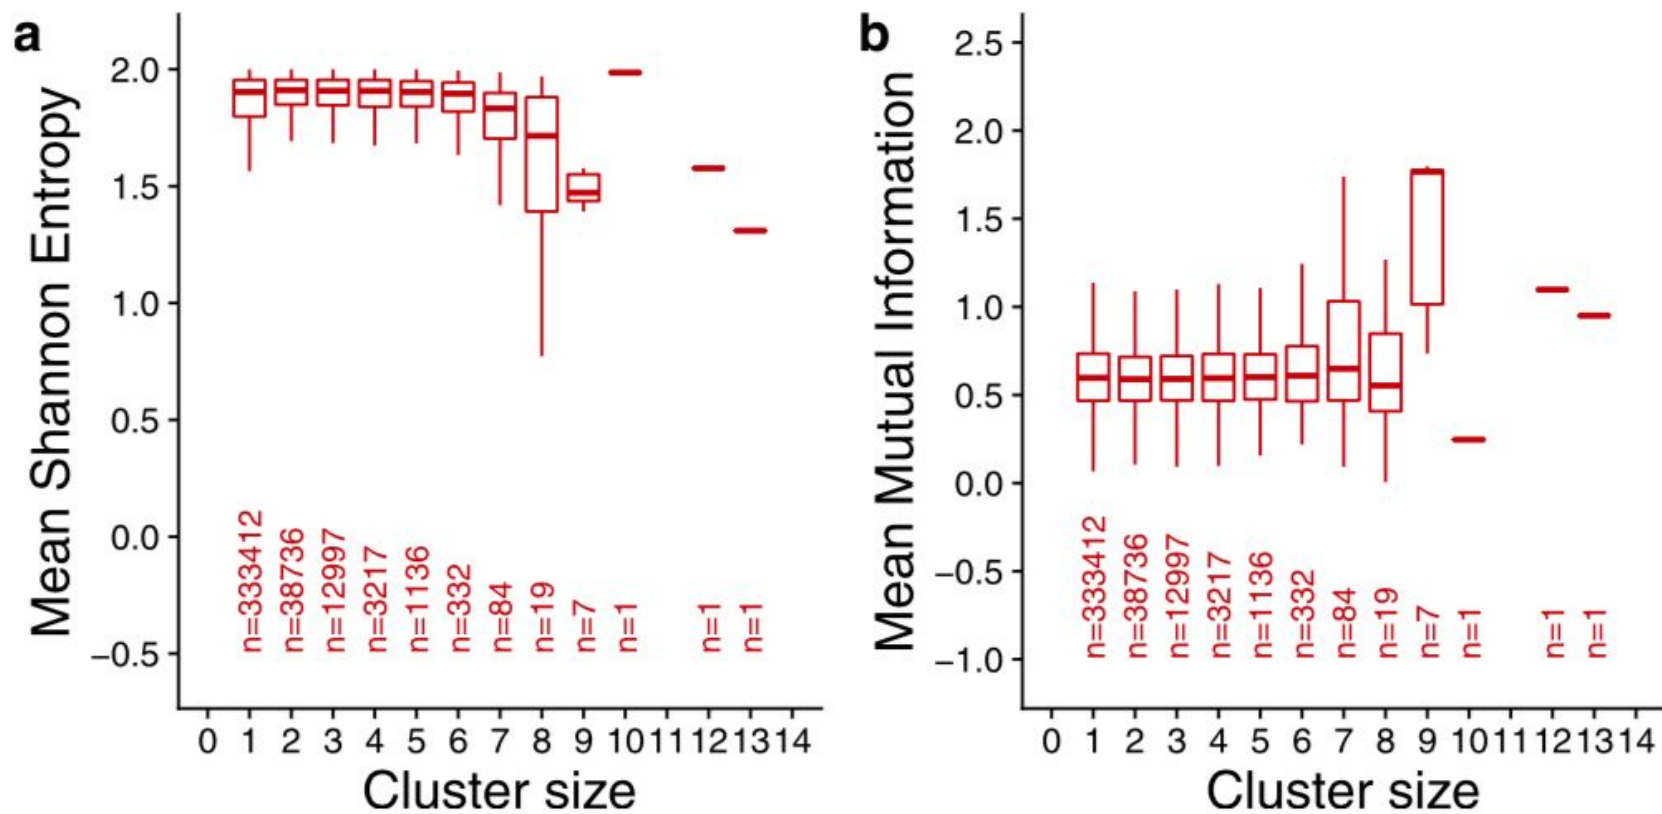 a
Mean Shannon Entropy
2.0
1.5
1.0
0.5
0.0
−0.5
n=333412
n=38736
n=12997
n=3217
n=1136
n=332
n=84
n=19
n=7
n=1
n=1
n=1
0 1 2 3 4 5 6 7 8 9 10 11 12 13 14
Cluster size
b
Mean Mutual Information
2.5
2.0
1.5
1.0
0.5
0.0
−0.5
−1.0
n=333412
n=38736
n=12997
n=3217
n=1136
n=332
n=84
n=19
n=7
n=1
n=1
n=1
0 1 2 3 4 5 6 7 8 9 10 11 12 13 14
Cluster size